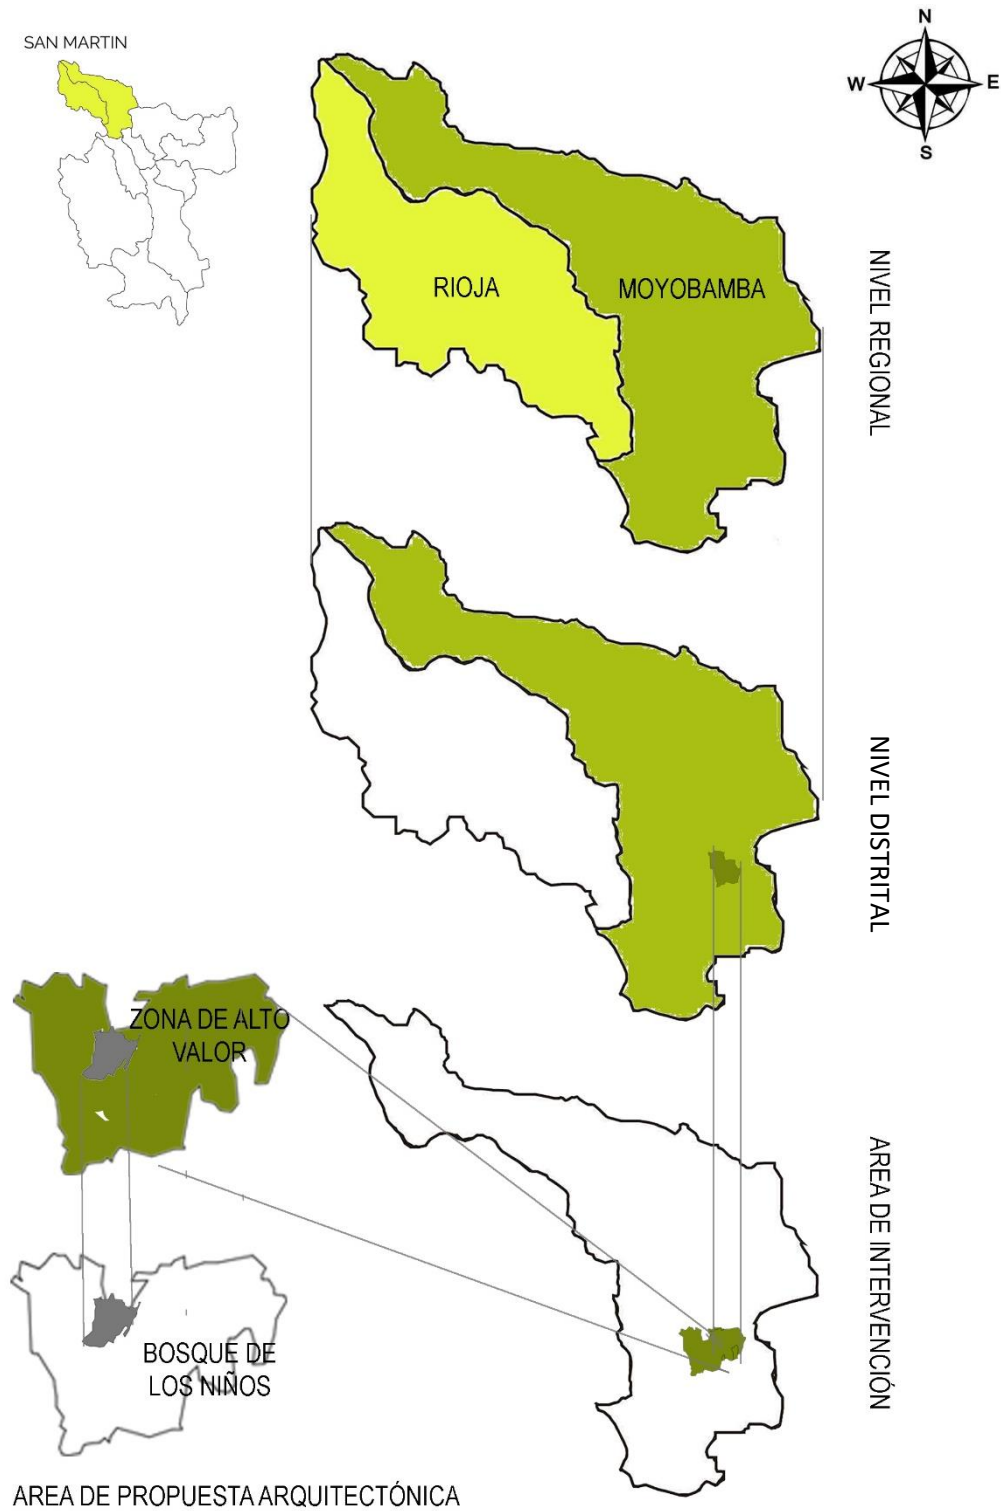 SAN MARTIN
N
W
E
S
RIOJA
MOYOBAMBA
NIVEL REGIONAL
NIVEL DISTRITAL
ZONA DE ALTO
VALOR
AREA DE INTERVENCIÓN
BOSQUE DE
LOS NIÑOS
AREA DE PROPUESTA ARQUITECTÓNICA